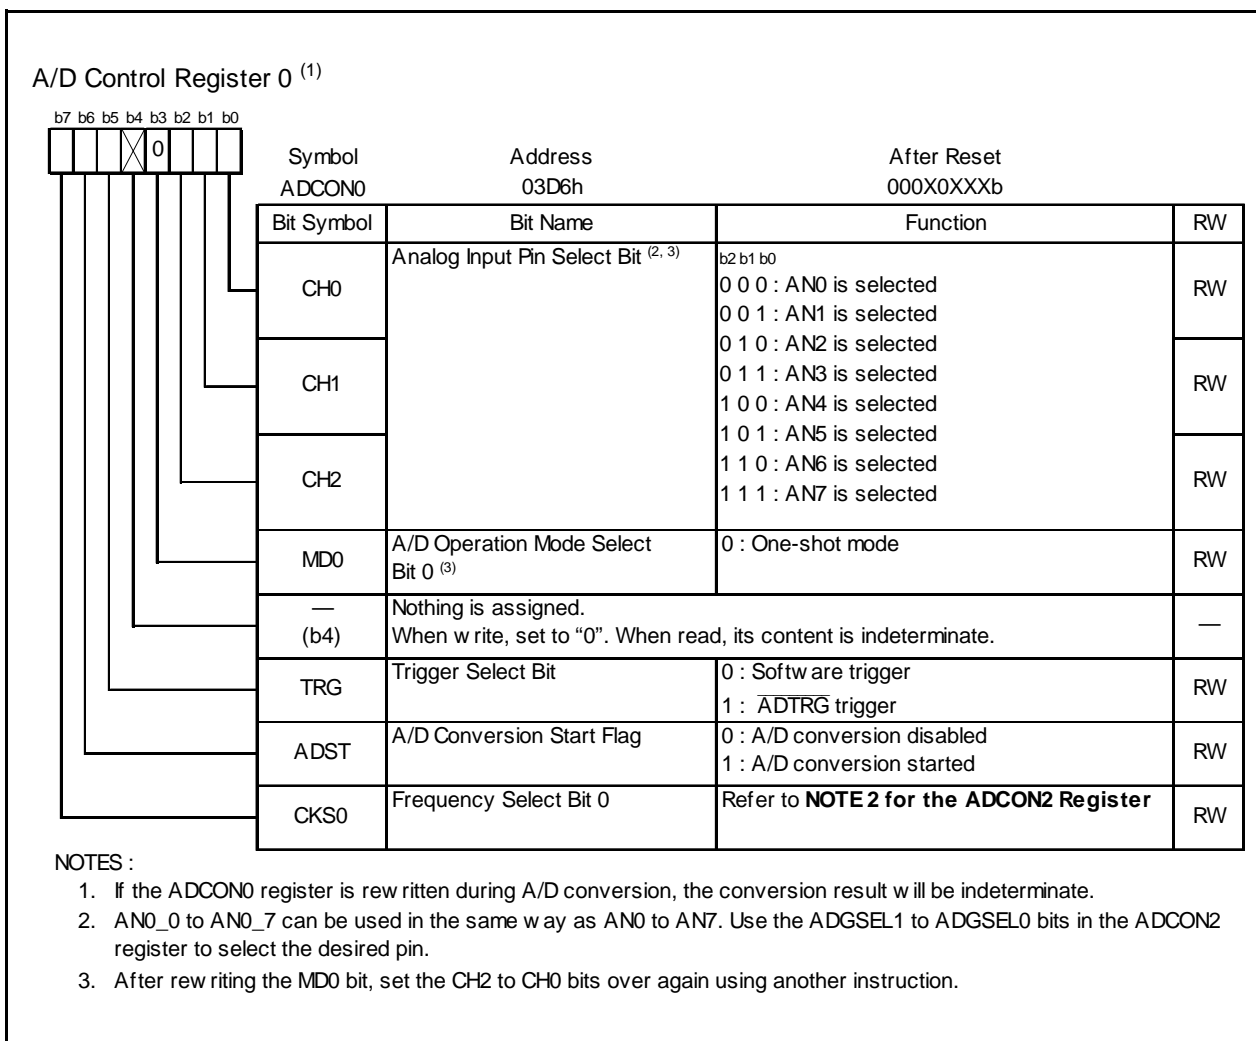 A/D Control Register 0 (1)
b7 b6 b5 b4 b3 b2 b1 b0
0
Symbol Address After Reset
ADCON0 03D6h 000X0XXXb
Bit Symbol Bit Name Function RW
CH0 Analog Input Pin Select Bit (2, 3) b2 b1 b0 RW
0 0 0 : AN0 is selected
0 0 1 : AN1 is selected
0 1 0 : AN2 is selected
CH1 0 1 1 : AN3 is selected RW
1 0 0 : AN4 is selected
1 0 1 : AN5 is selected
CH2 1 1 0 : AN6 is selected RW
1 1 1 : AN7 is selected
MD0 A/D Operation Mode Select 0 : One-shot mode RW
Bit 0 (3)
— Nothing is assigned. —
(b4) When write, set to “0”. When read, its content is indeterminate.
TRG Trigger Select Bit 0 : Software trigger RW
1 : ADTRG trigger
ADST A/D Conversion Start Flag 0 : A/D conversion disabled RW
1 : A/D conversion started
CKS0 Frequency Select Bit 0 Refer to NOTE 2 for the ADCON2 Register RW
NOTES :
1. If the ADCON0 register is rewritten during A/D conversion, the conversion result will be indeterminate.
2. AN0_0 to AN0_7 can be used in the same way as AN0 to AN7. Use the ADGSEL1 to ADGSEL0 bits in the ADCON2
register to select the desired pin.
3. After rewriting the MD0 bit, set the CH2 to CH0 bits over again using another instruction.